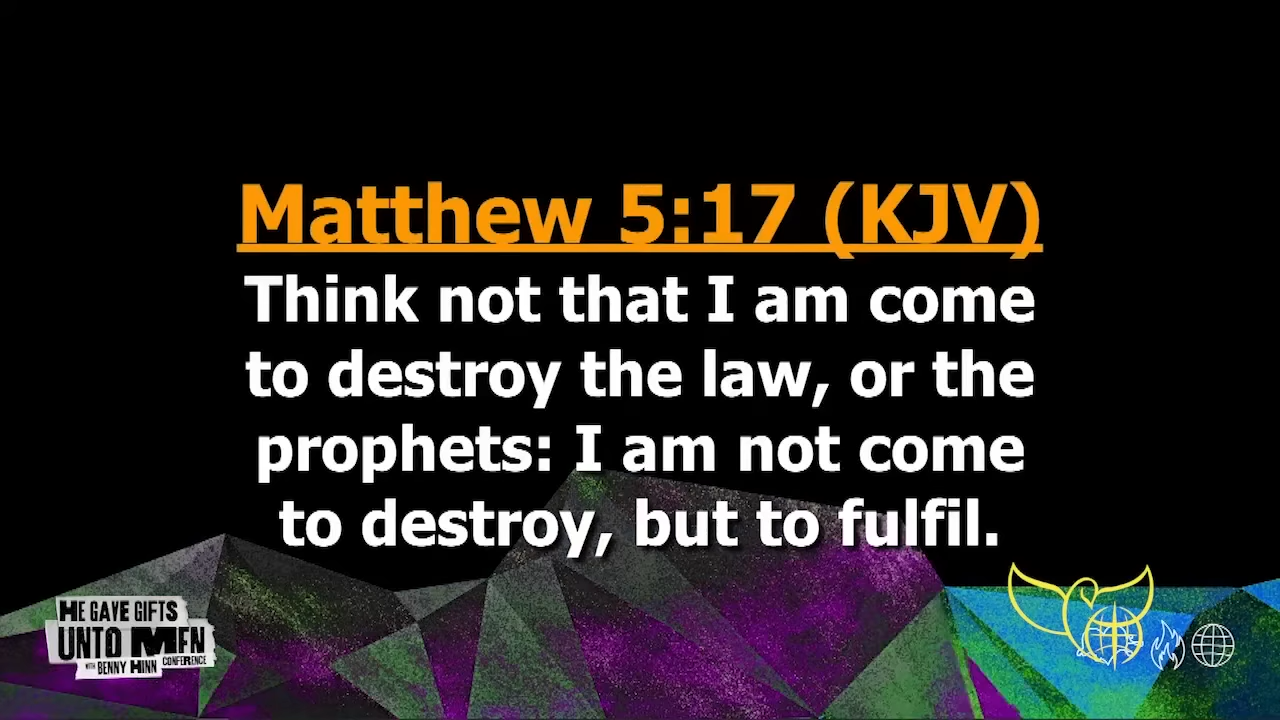 Matthew 5:17 (KJV)
Think not that I am come
to destroy the law, or the
prophets: I am not come
to destroy, but to fulfil.
HE GAVE GIFTS
UNTO MEN
WITH BENNY HINN CONFERENCE